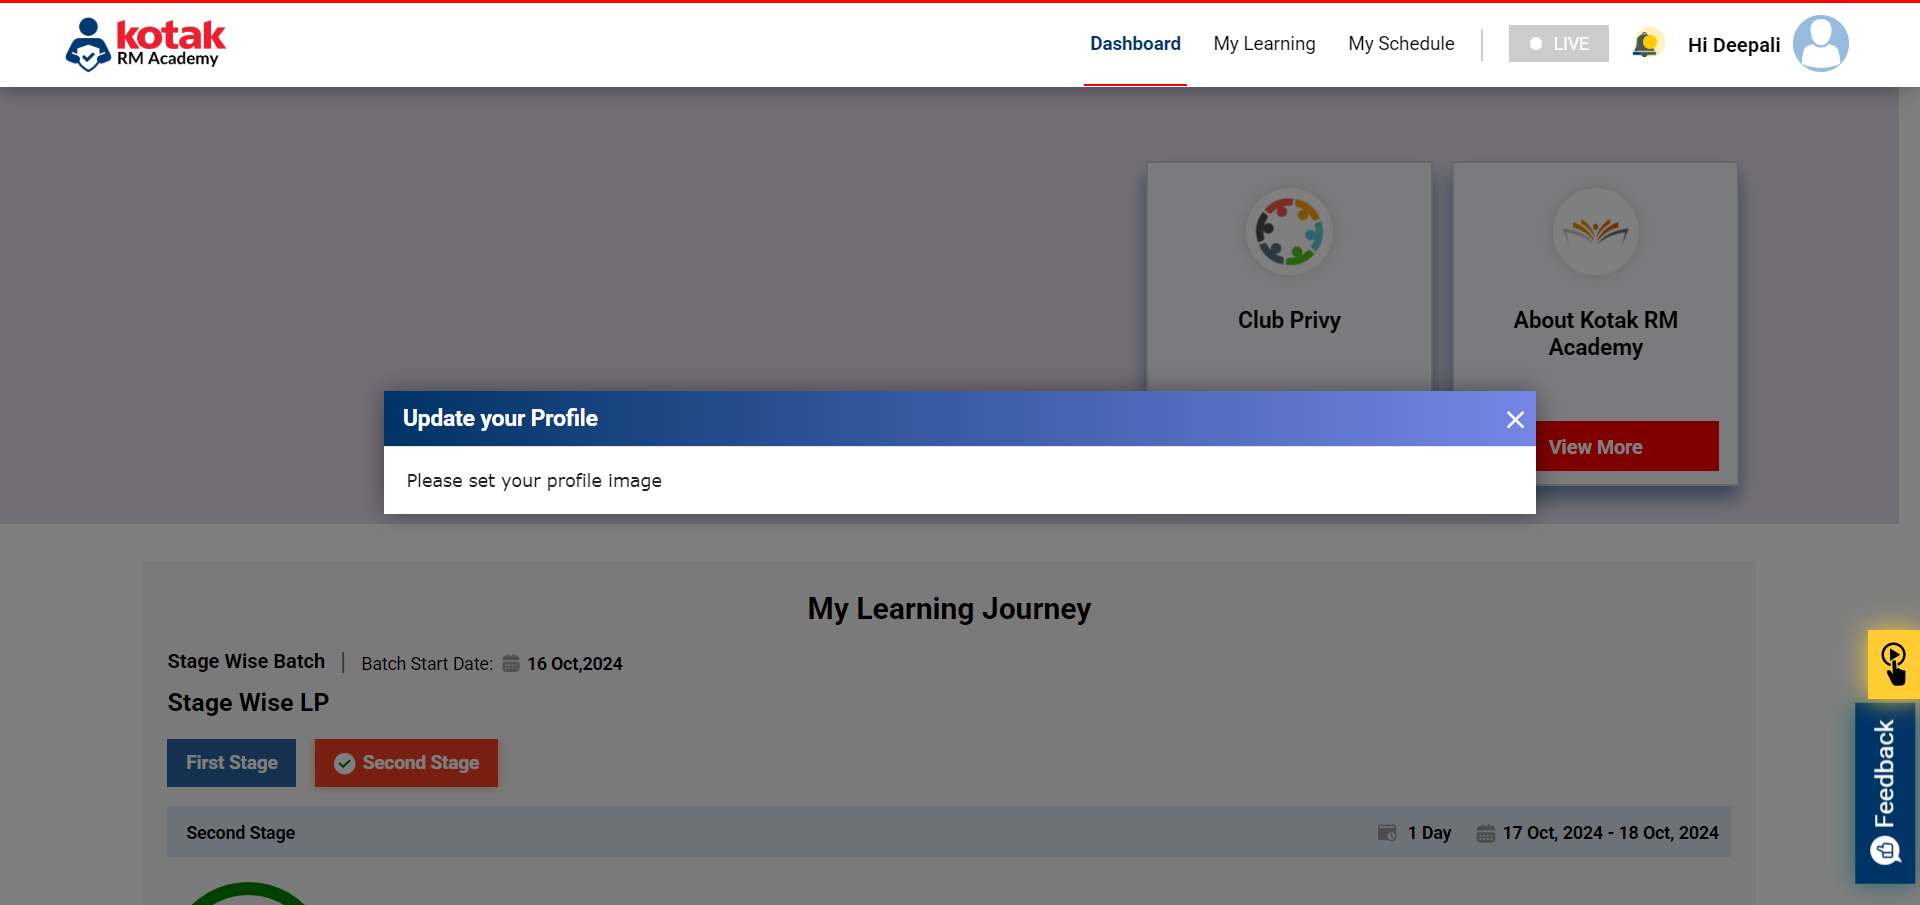 kotak
RM Academy
Dashboard
My Learning
My Schedule
LIVE
Hi Deepali
Club Privy
About Kotak RM
Academy
View More
Update your Profile
Please set your profile image
My Learning Journey
Stage Wise Batch
Batch Start Date: 16 Oct,2024
Stage Wise LP
First Stage
Second Stage
Second Stage
1 Day
17 Oct, 2024 - 18 Oct, 2024
Feedback